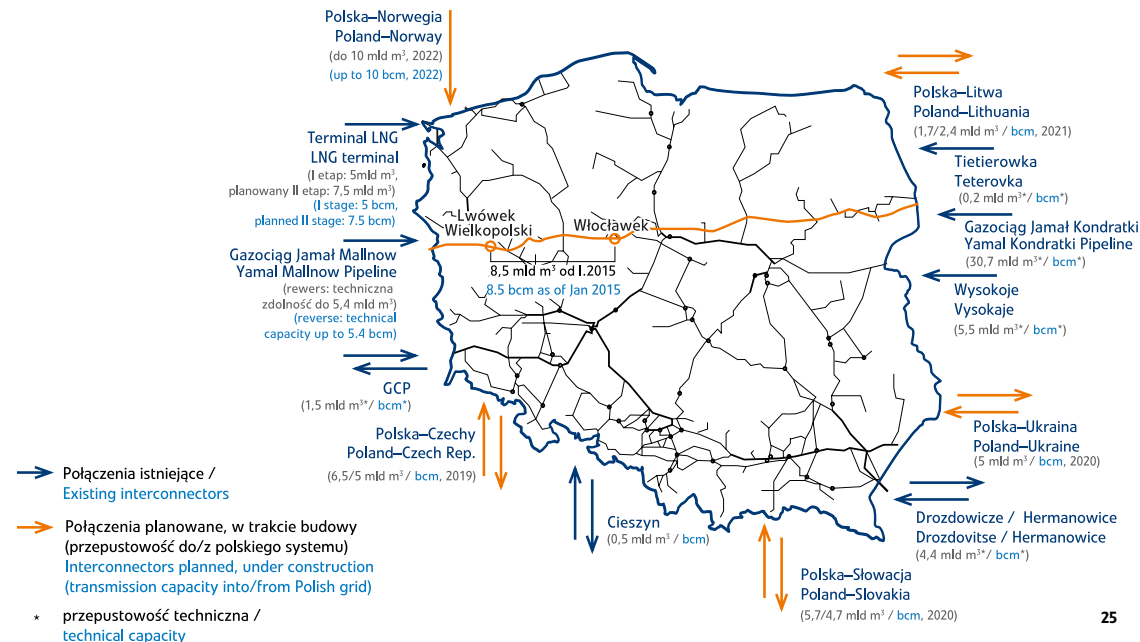 Polska–Norwegia
Poland–Norway
(do 10 mld m³, 2022)
(up to 10 bcm, 2022)
Terminal LNG
LNG terminal
(I etap: 5mld m³,
planowany II etap: 7,5 mld m³)
(I stage: 5 bcm,
planned II stage: 7.5 bcm)
Gazociąg Jamał Mallnow
Yamal Mallnow Pipeline
(rewers: techniczna
zdolność do 5,4 mld m³)
(reverse: technical
capacity up to 5.4 bcm)
GCP
(1,5 mld m³*/ bcm*)
Polska–Czechy
Poland–Czech Rep.
(6,5/5 mld m³ / bcm, 2019)
Lwówek
Wielkopolski
Włocławek
8,5 mld m³ od I.2015
8.5 bcm as of Jan 2015
Polska–Litwa
Poland–Lithuania
(1,7/2,4 mld m³ / bcm, 2021)
Tietierowka
Teterovka
(0,2 mld m³*/ bcm*)
Gazociąg Jamał Kondratki
Yamal Kondratki Pipeline
(30,7 mld m³*/ bcm*)
Wysokoje
Vysokaje
(5,5 mld m³*/ bcm*)
Polska–Ukraina
Poland–Ukraine
(5 mld m³ / bcm, 2020)
Drozdowicze / Hermanowice
Drozdovitse / Hermanowice
(4,4 mld m³*/ bcm*)
Cieszyn
(0,5 mld m³ / bcm)
Polska–Słowacja
Poland–Slovakia
(5,7/4,7 mld m³ / bcm, 2020)
Połączenia istniejące /
Existing interconnectors
Połączenia planowane, w trakcie budowy
(przepustowość do/z polskiego systemu)
Interconnectors planned, under construction
(transmission capacity into/from Polish grid)
* przepustowość techniczna /
technical capacity
25